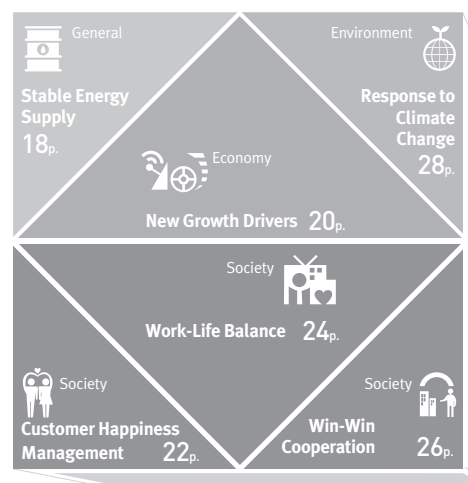 General
Stable Energy
Supply
18p.
Environment
Response to
Climate
Change
28p.
Economy
New Growth Drivers 20p.
Society
Work-Life Balance 24p.
Society
Customer Happiness
Management 22p.
Society
Win-Win
Cooperation 26p.